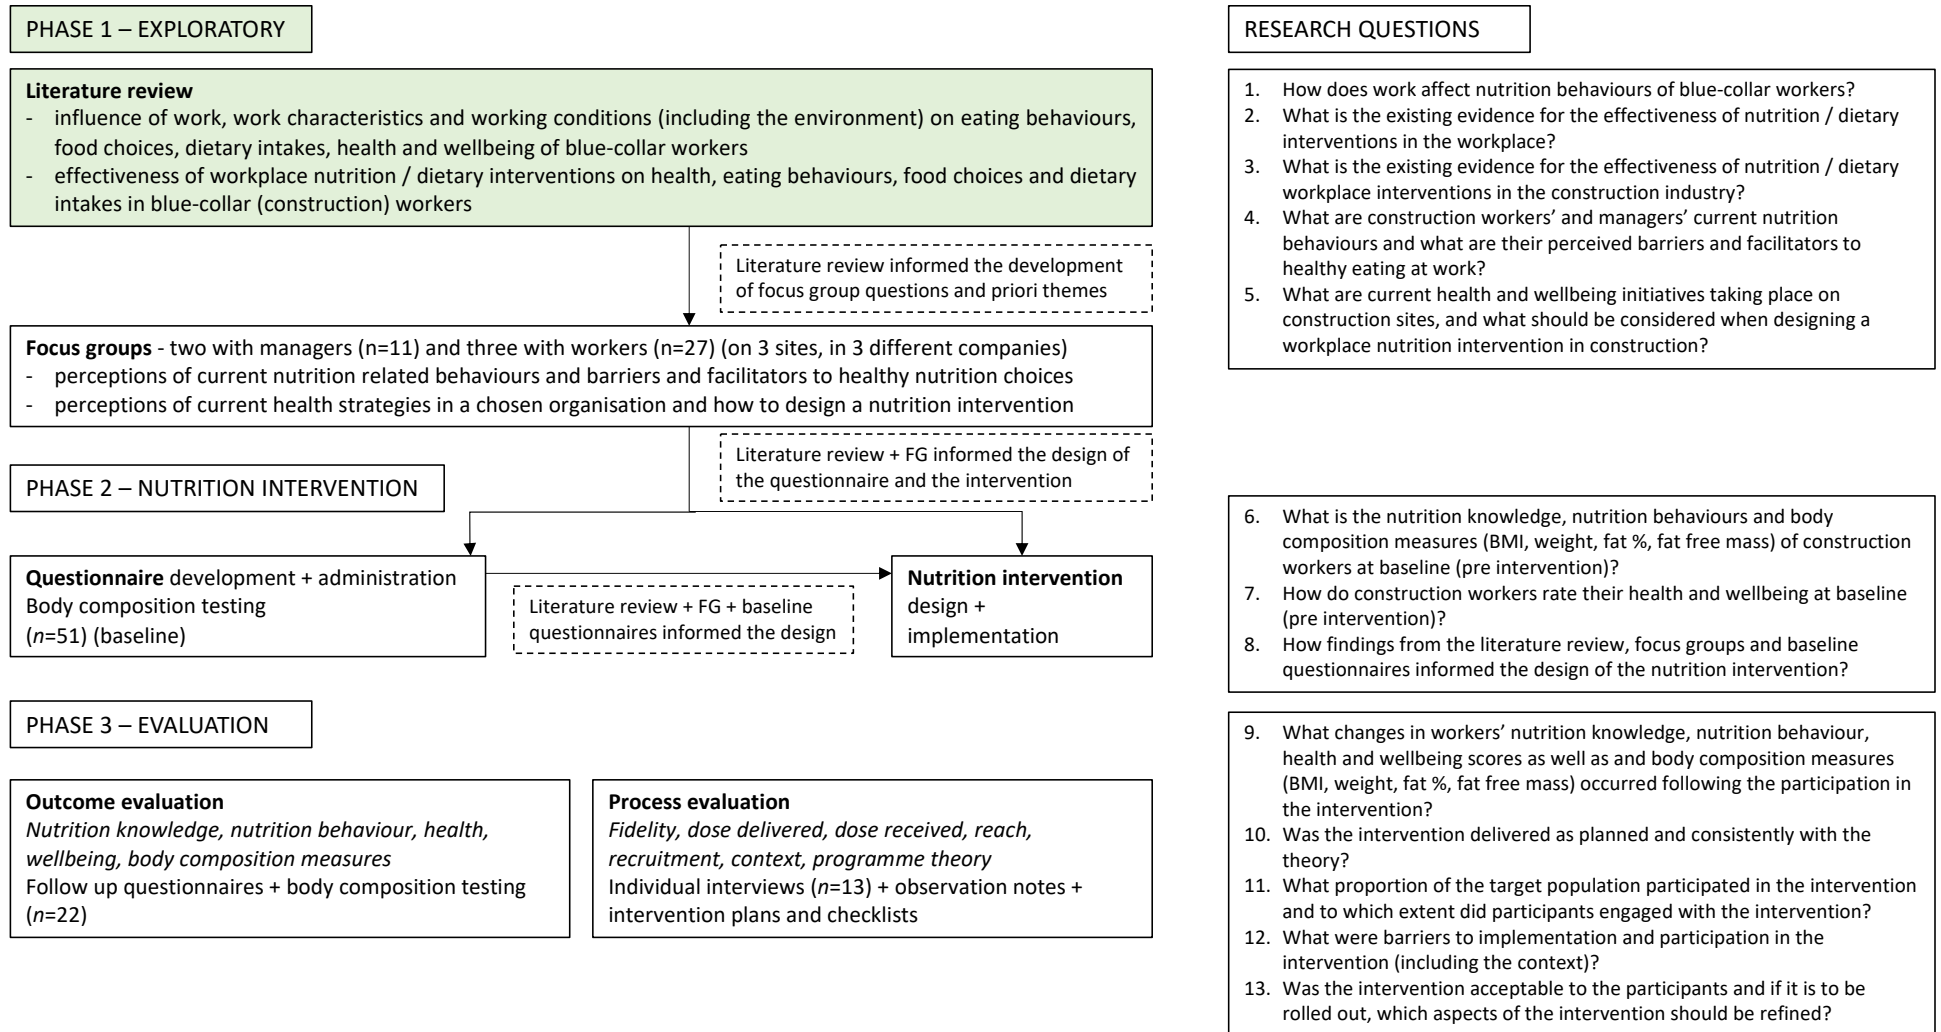 PHASE 1 – EXPLORATORY
Literature review
- influence of work, work characteristics and working conditions (including the environment) on eating behaviours,
food choices, dietary intakes, health and wellbeing of blue-collar workers
- effectiveness of workplace nutrition / dietary interventions on health, eating behaviours, food choices and dietary
intakes in blue-collar (construction) workers
Literature review informed the development
of focus group questions and priori themes
Focus groups - two with managers (n=11) and three with workers (n=27) (on 3 sites, in 3 different companies)
- perceptions of current nutrition related behaviours and barriers and facilitators to healthy nutrition choices
- perceptions of current health strategies in a chosen organisation and how to design a nutrition intervention
Literature review + FG informed the design of
the questionnaire and the intervention
PHASE 2 – NUTRITION INTERVENTION
Questionnaire development + administration
Body composition testing
(n=51) (baseline)
Literature review + FG + baseline
questionnaires informed the design
Nutrition intervention
design +
implementation
PHASE 3 – EVALUATION
Outcome evaluation
Nutrition knowledge, nutrition behaviour, health,
wellbeing, body composition measures
Follow up questionnaires + body composition testing
(n=22)
Process evaluation
Fidelity, dose delivered, dose received, reach,
recruitment, context, programme theory
Individual interviews (n=13) + observation notes +
intervention plans and checklists
RESEARCH QUESTIONS
1. How does work affect nutrition behaviours of blue-collar workers?
2. What is the existing evidence for the effectiveness of nutrition / dietary
interventions in the workplace?
3. What is the existing evidence for the effectiveness of nutrition / dietary
workplace interventions in the construction industry?
4. What are construction workers’ and managers’ current nutrition
behaviours and what are their perceived barriers and facilitators to
healthy eating at work?
5. What are current health and wellbeing initiatives taking place on
construction sites, and what should be considered when designing a
workplace nutrition intervention in construction?
6. What is the nutrition knowledge, nutrition behaviours and body
composition measures (BMI, weight, fat %, fat free mass) of construction
workers at baseline (pre intervention)?
7. How do construction workers rate their health and wellbeing at baseline
(pre intervention)?
8. How findings from the literature review, focus groups and baseline
questionnaires informed the design of the nutrition intervention?
9. What changes in workers’ nutrition knowledge, nutrition behaviour,
health and wellbeing scores as well as and body composition measures
(BMI, weight, fat %, fat free mass) occurred following the participation in
the intervention?
10. Was the intervention delivered as planned and consistently with the
theory?
11. What proportion of the target population participated in the intervention
and to which extent did participants engaged with the intervention?
12. What were barriers to implementation and participation in the
intervention (including the context)?
13. Was the intervention acceptable to the participants and if it is to be
rolled out, which aspects of the intervention should be refined?